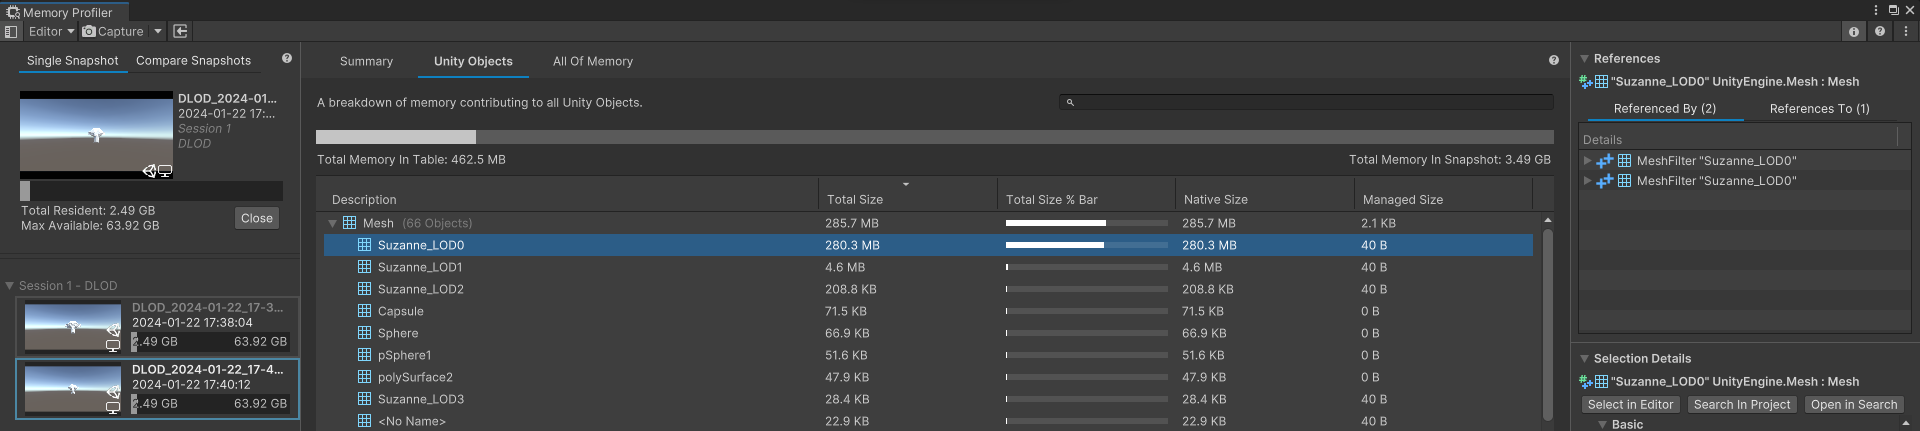 Memory Profiler
Editor
Capture
Single Snapshot
Compare Snapshots
DLOD_2024-01...
2024-01-22 17:...
Session 1
DLOD
Total Resident: 2.49 GB
Max Available: 63.92 GB
Close
Session 1 - DLOD
DLOD_2024-01-22_17-3...
2024-01-22 17:38:04
.49 GB 63.92 GB
DLOD_2024-01-22_17-4...
2024-01-22 17:40:12
.49 GB 63.92 GB
Summary Unity Objects All Of Memory
A breakdown of memory contributing to all Unity Objects.
Total Memory In Table: 462.5 MB Total Memory In Snapshot: 3.49 GB
Description Total Size Total Size % Bar Native Size Managed Size
Mesh (66 Objects) 285.7 MB 285.7 MB 2.1 KB
Suzanne_LOD0 280.3 MB 280.3 MB 40 B
Suzanne_LOD1 4.6 MB 4.6 MB 40 B
Suzanne_LOD2 208.8 KB 208.8 KB 40 B
Capsule 71.5 KB 71.5 KB 0 B
Sphere 66.9 KB 66.9 KB 0 B
pSphere1 51.6 KB 51.6 KB 0 B
polySurface2 47.9 KB 47.9 KB 0 B
Suzanne_LOD3 28.4 KB 28.4 KB 40 B
<No Name> 22.9 KB 22.9 KB 40 B
References
"Suzanne_LOD0" UnityEngine.Mesh : Mesh
Referenced By (2) References To (1)
Details
MeshFilter "Suzanne_LOD0"
MeshFilter "Suzanne_LOD0"
Selection Details
"Suzanne_LOD0" UnityEngine.Mesh : Mesh
Select in Editor Search In Project Open in Search
Basic